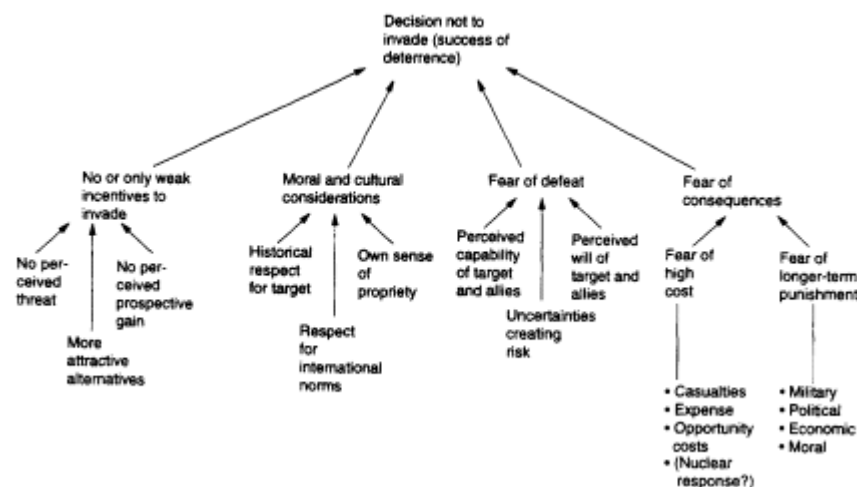 Decision not to
invade (success of
deterrence)
No or only weak
incentives to
invade
Moral and cultural
considerations
Fear of defeat
Fear of
consequences
No per-
ceived
threat
More
attractive
alternatives
No per-
ceived
prospective
gain
Historical
respect
for target
Respect
for
international
norms
Own sense
of
propriety
Perceived
capability
of target
and allies
Uncertainties
creating
risk
Perceived
will of
target and
allies
Fear of
high
cost
Fear of
longer-term
punishment
• Casualties
• Expense
• Opportunity
costs
• (Nuclear
response?)
• Military
• Political
• Economic
• Moral